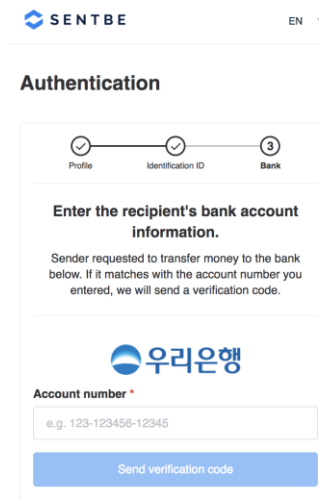 SENTBE
EN
Authentication
3
Profile
Identification ID
Bank
Enter the recipient's bank account
information.
Sender requested to transfer money to the bank
below. If it matches with the account number you
entered, we will send a verification code.
우리은행
Account number *
e.g. 123-123456-12345
Send verification code